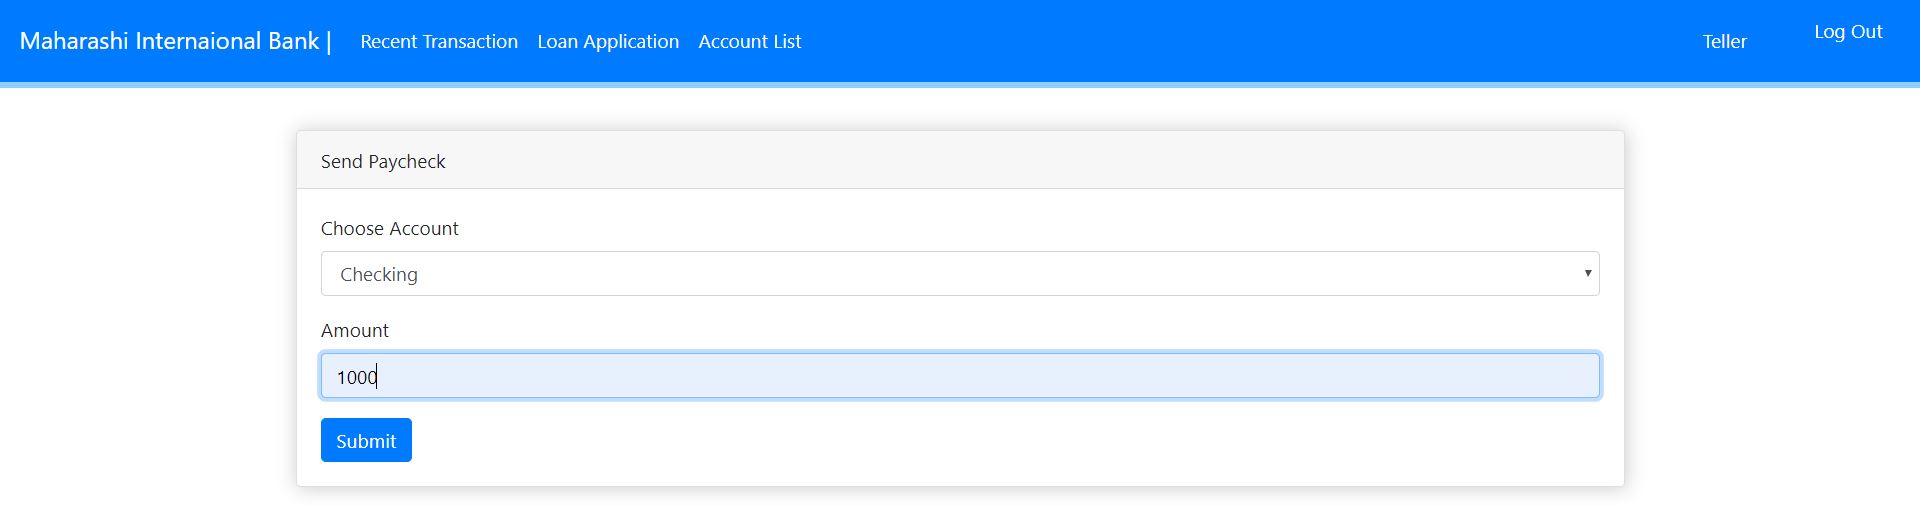 Maharashi Internaional Bank | Recent Transaction Loan Application Account List Teller Log Out
Send Paycheck
Choose Account
Checking
Amount
1000
Submit